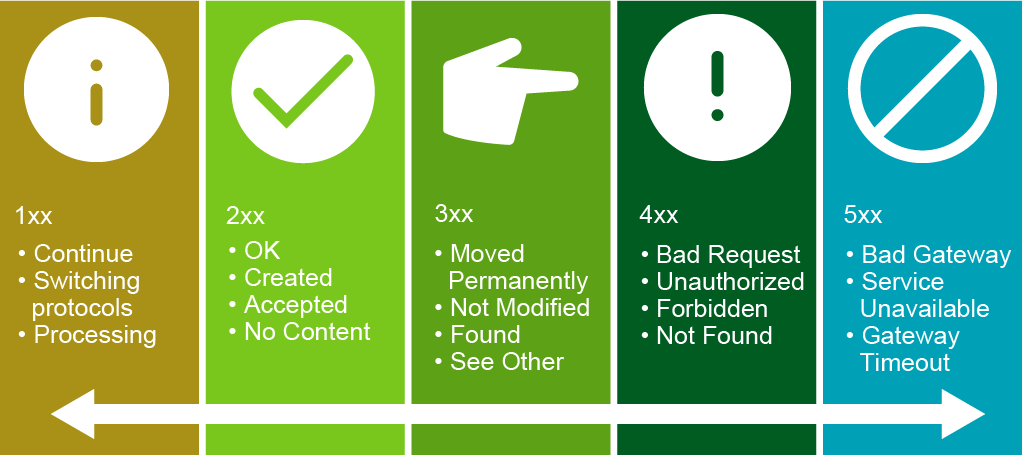 1xx
• Continue
• Switching
protocols
• Processing
2xx
• OK
• Created
• Accepted
• No Content
3xx
• Moved
Permanently
• Not Modified
• Found
• See Other
4xx
• Bad Request
• Unauthorized
• Forbidden
• Not Found
5xx
• Bad Gateway
• Service
Unavailable
• Gateway
Timeout